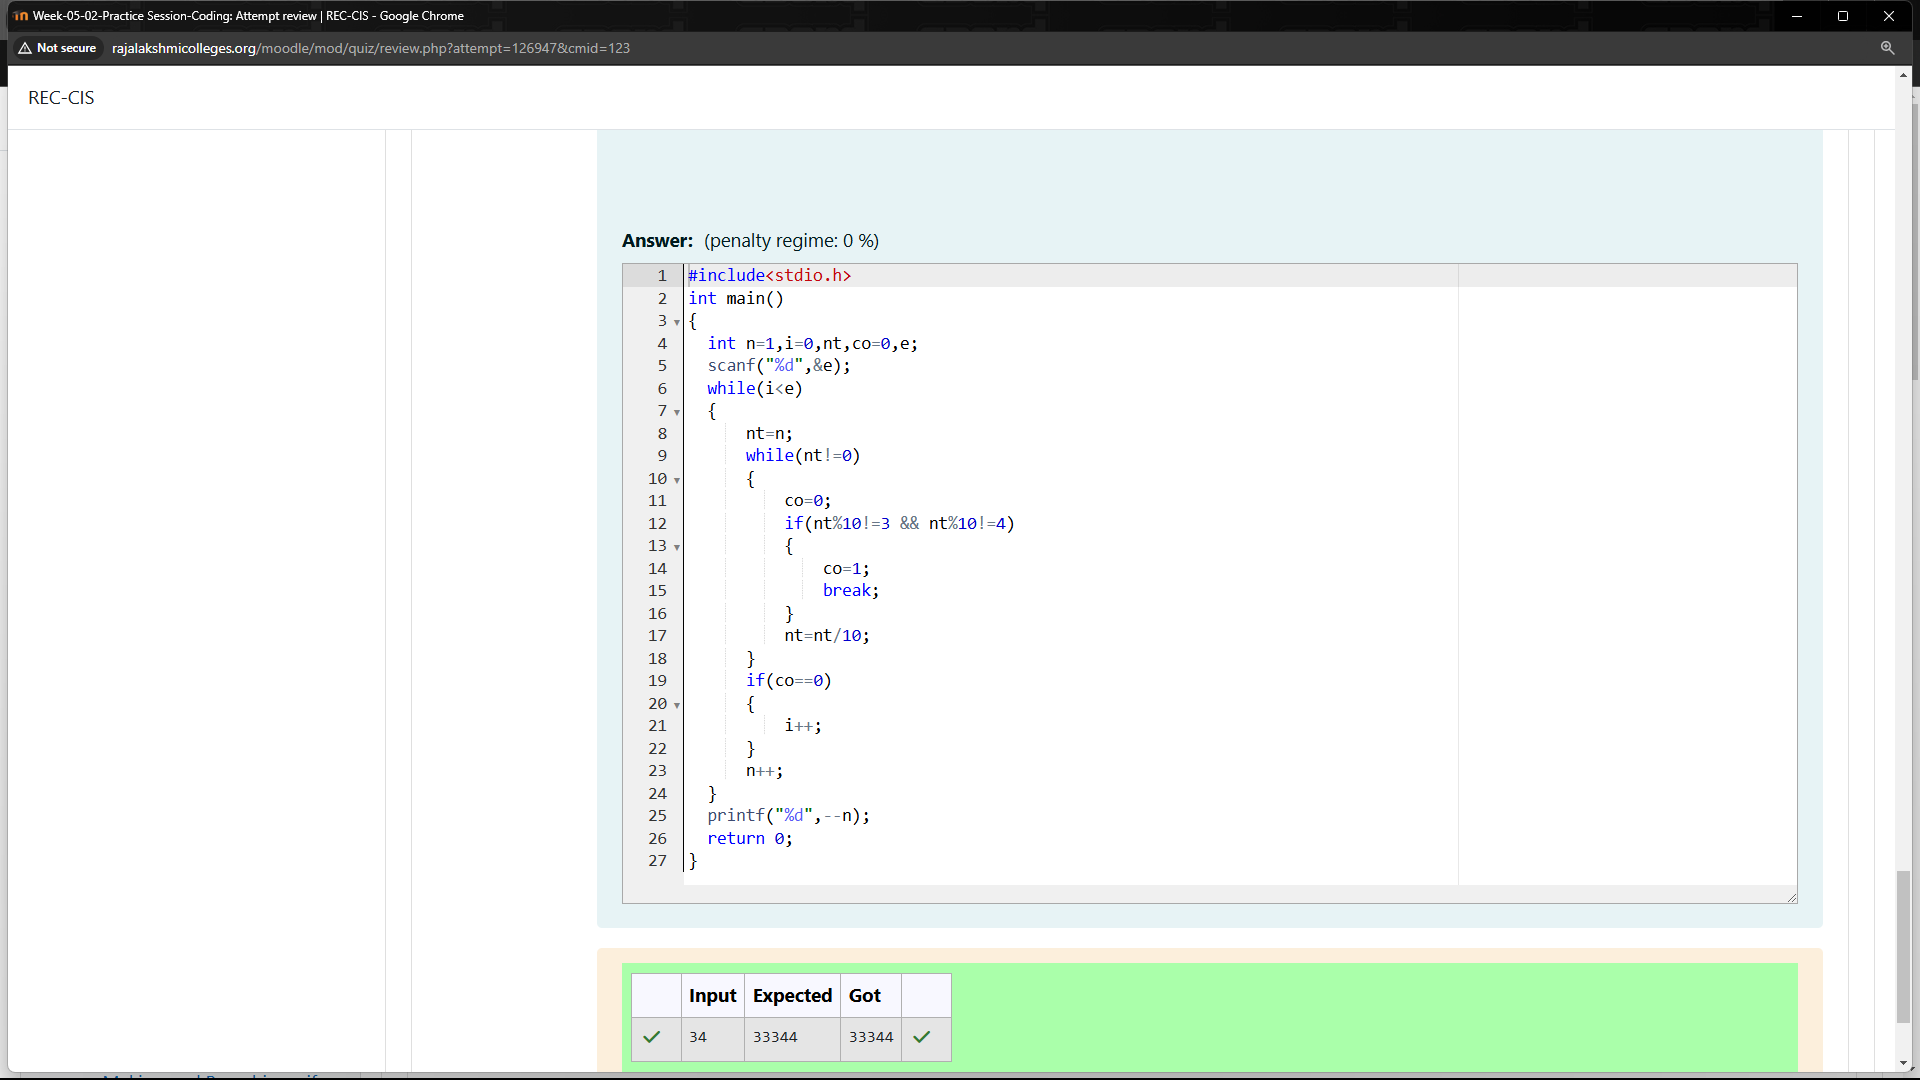 Week-05-02-Practice Session-Coding: Attempt review | REC-CIS - Google Chrome
Not secure rajalakshmicolleges.org/moodle/mod/quiz/review.php?attempt=126947&cmid=123
REC-CIS
Answer: (penalty regime: 0 %)
1 #include<stdio.h>
2 int main()
3 {
4 int n=1,i=0,nt,co=0,e;
5 scanf("%d",&e);
6 while(i<e)
7 {
8 nt=n;
9 while(nt!=0)
10 {
11 co=0;
12 if(nt%10!=3 && nt%10!=4)
13 {
14 co=1;
15 break;
16 }
17 nt=nt/10;
18 }
19 if(co==0)
20 {
21 i++;
22 }
23 n++;
24 }
25 printf("%d",--n);
26 return 0;
27 }
Input Expected Got
34 33344 33344